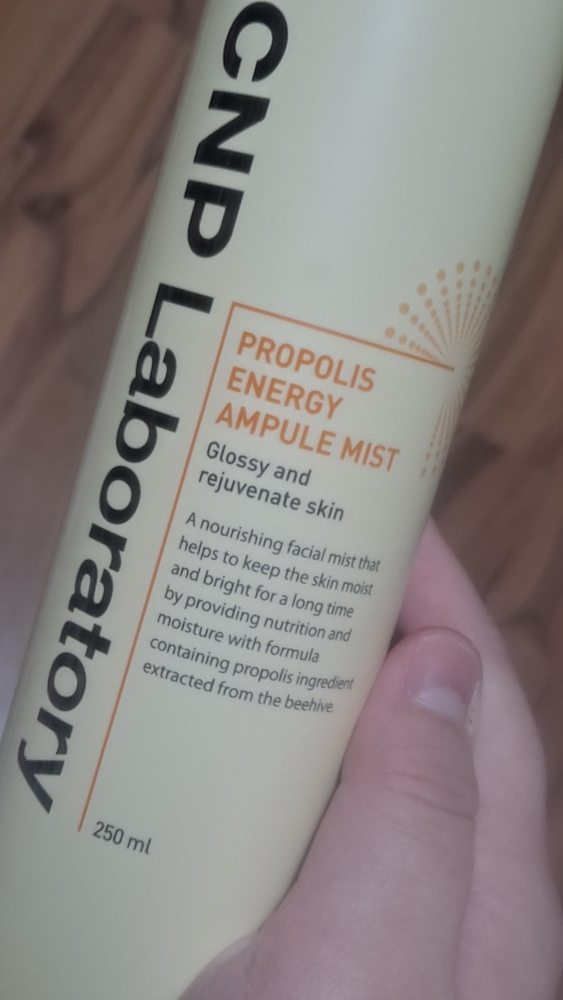 CNP Laboratory
PROPOLIS
ENERGY
AMPULE MIST
Glossy and
rejuvenate skin
A nourishing facial mist that
helps to keep the skin moist
and bright for a long time
by providing nutrition and
moisture with formula
containing propolis ingredient
extracted from the beehive.
250 ml